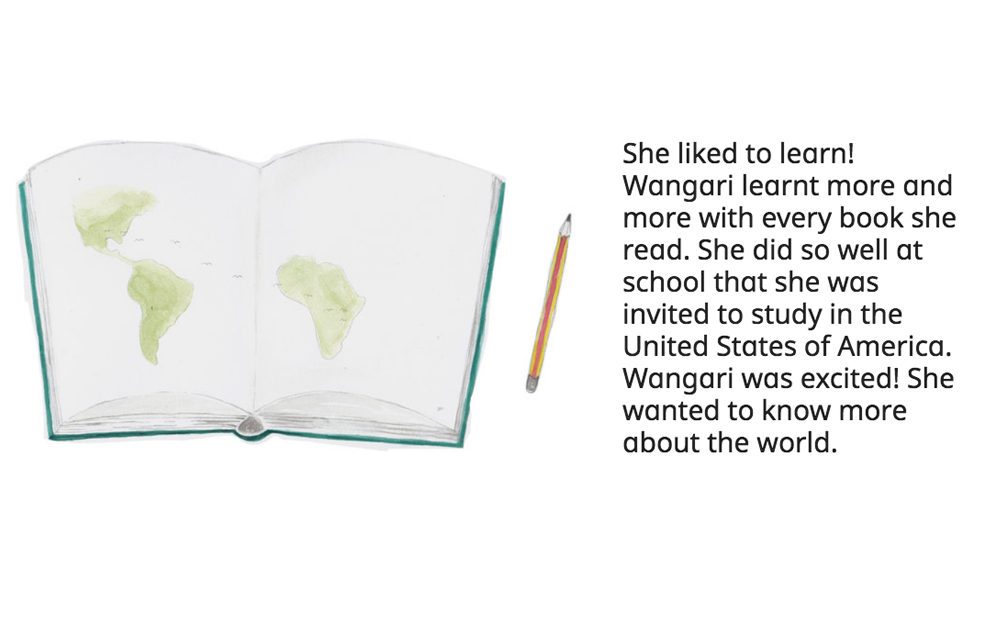 She liked to learn!
Wangari learnt more and
more with every book she
read. She did so well at
school that she was
invited to study in the
United States of America.
Wangari was excited! She
wanted to know more
about the world.